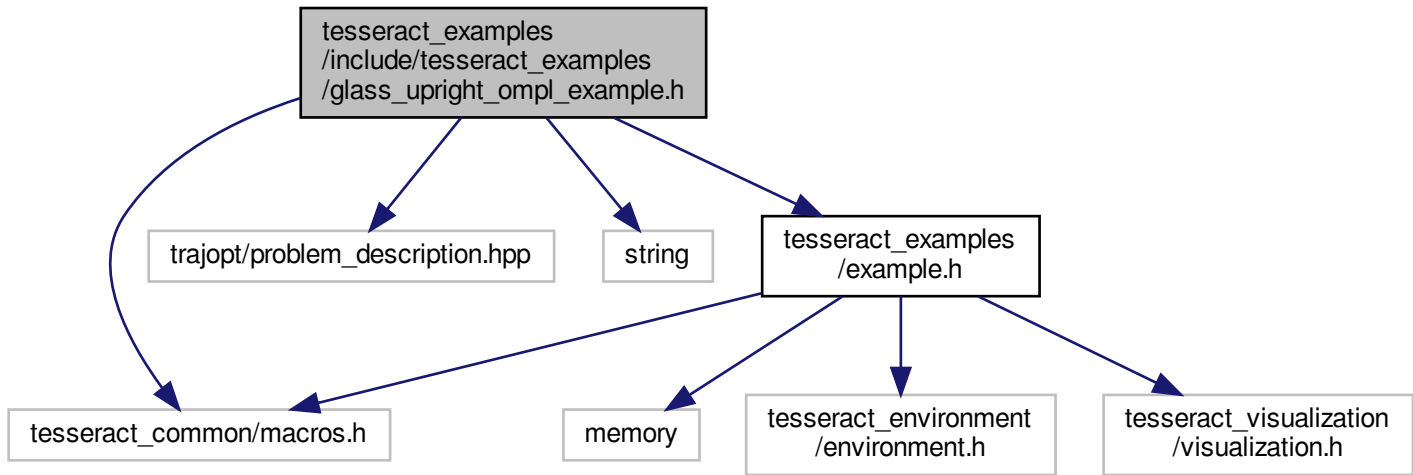 tesseract_examples
/include/tesseract_examples
/glass_upright_ompl_example.h
trajopt/problem_description.hpp
string
tesseract_examples
/example.h
tesseract_common/macros.h
memory
tesseract_environment
/environment.h
tesseract_visualization
/visualization.h